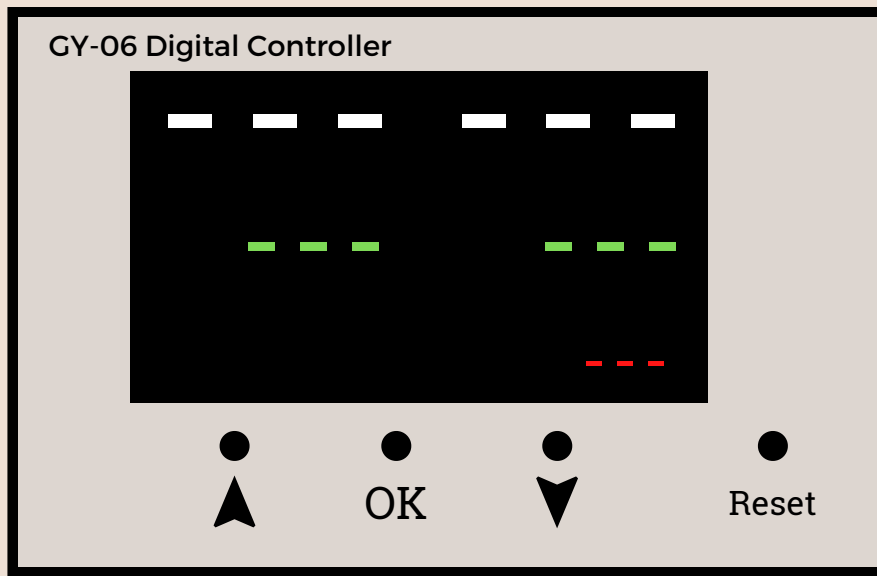 GY-06 Digital Controller
--- ---
--- ---
---
OK
Reset